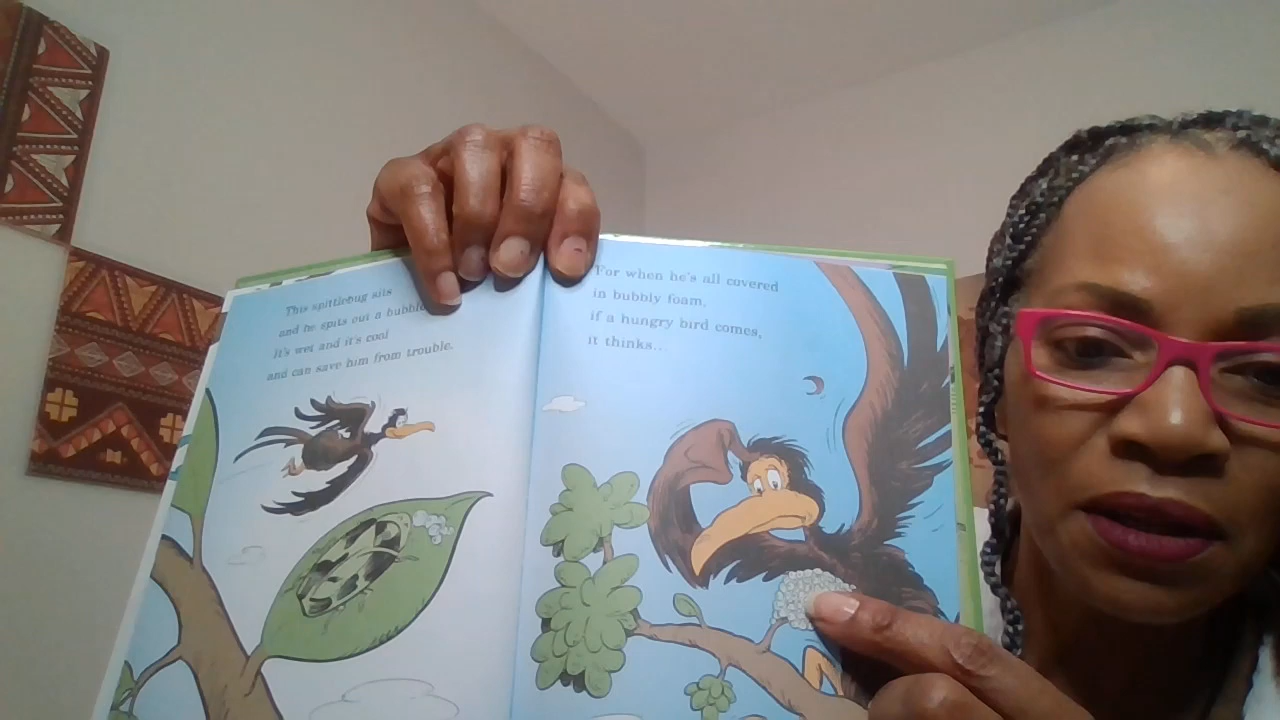 This spittlebug sits
and he spits out a bubble
It's wet and it's cool
and can save him from trouble.
For when he's all covered
in bubbly foam,
if a hungry bird comes,
it thinks...